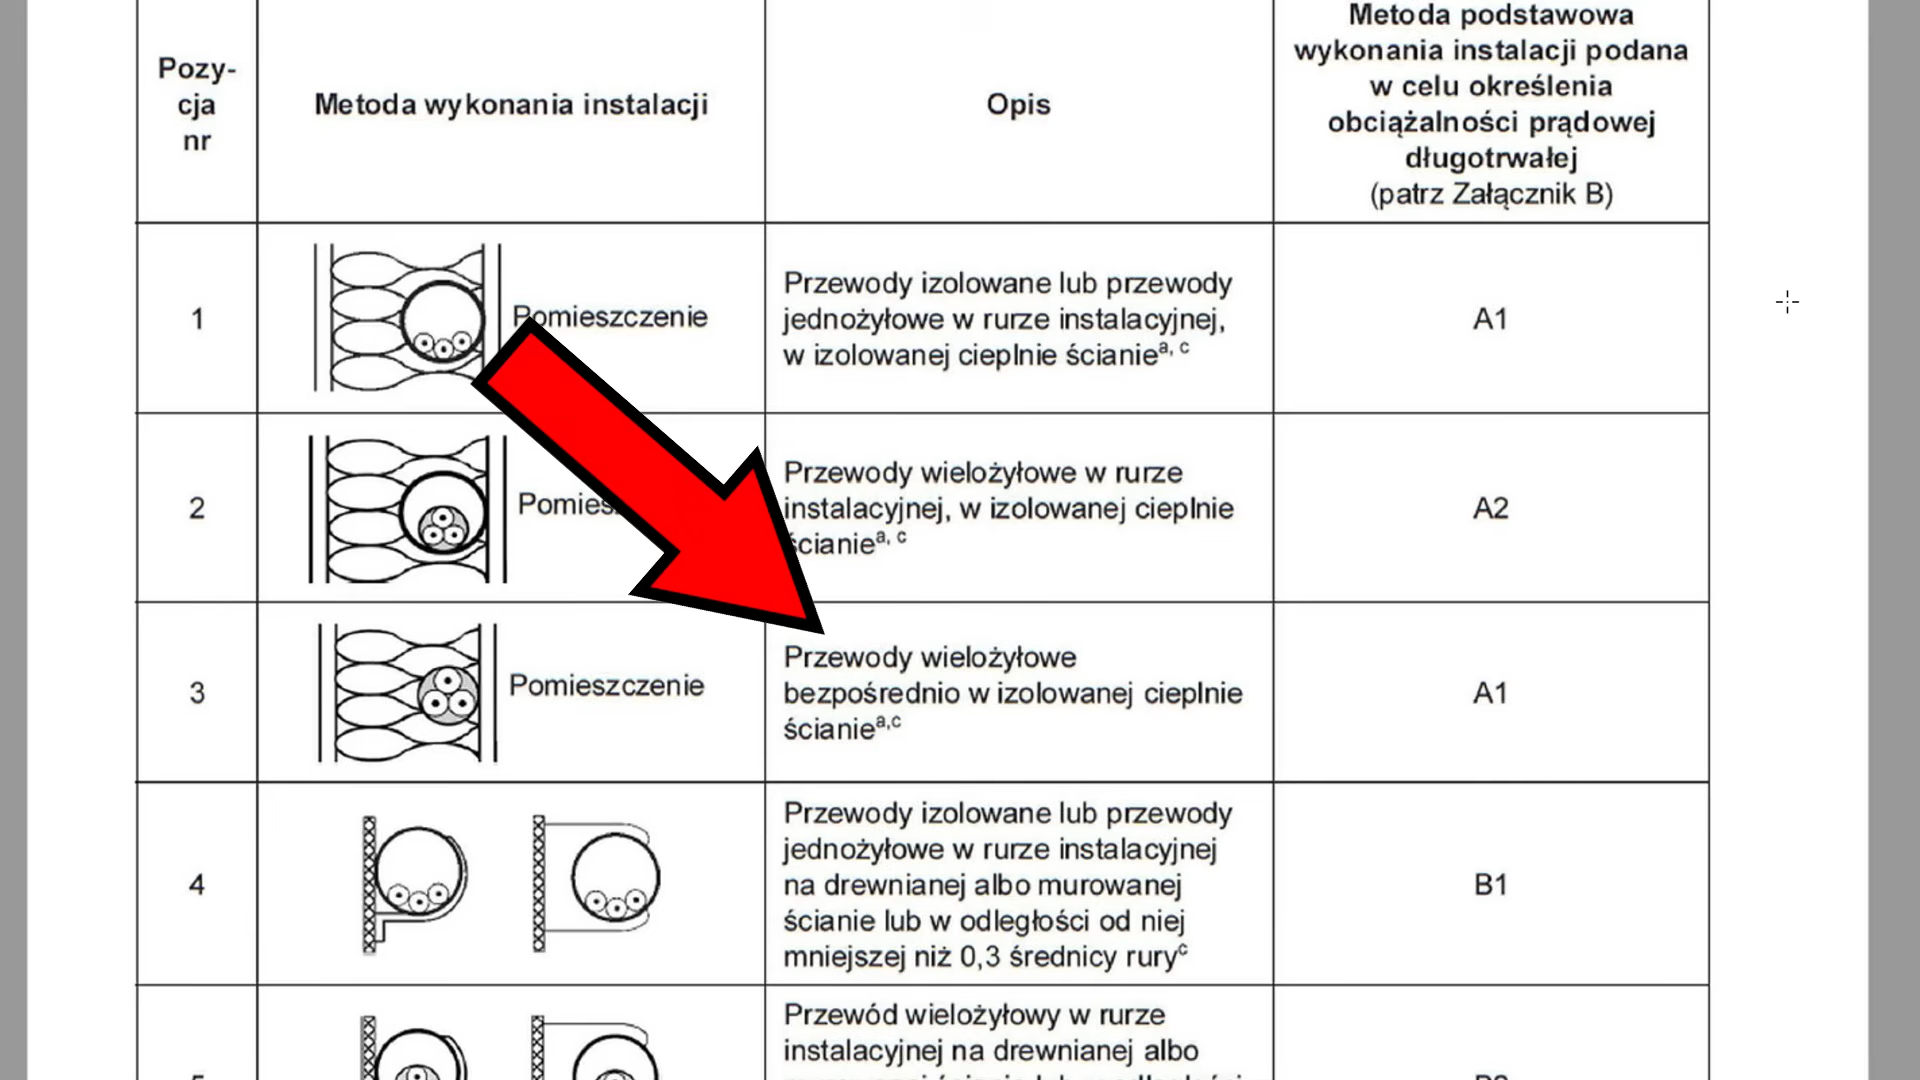 Pozy-
cja
nr
Metoda wykonania instalacji
Opis
Metoda podstawowa
wykonania instalacji podana
w celu określenia
obciążalności prądowej
długotrwałej
(patrz Załącznik B)
1
Pomieszczenie
Przewody izolowane lub przewody
jednożyłowe w rurze instalacyjnej,
w izolowanej cieplnie ścianie a, c
A1
2
Przewody wielożyłowe w rurze
instalacyjnej, w izolowanej cieplnie
ścianie a, c
A2
3
Pomieszczenie
Przewody wielożyłowe
bezpośrednio w izolowanej cieplnie
ścianie a,c
A1
4
Przewody izolowane lub przewody
jednożyłowe w rurze instalacyjnej
na drewnianej albo murowanej
ścianie lub w odległości od niej
mniejszej niż 0,3 średnicy rury c
B1
Przewód wielożyłowy w rurze
instalacyjnej na drewnianej albo